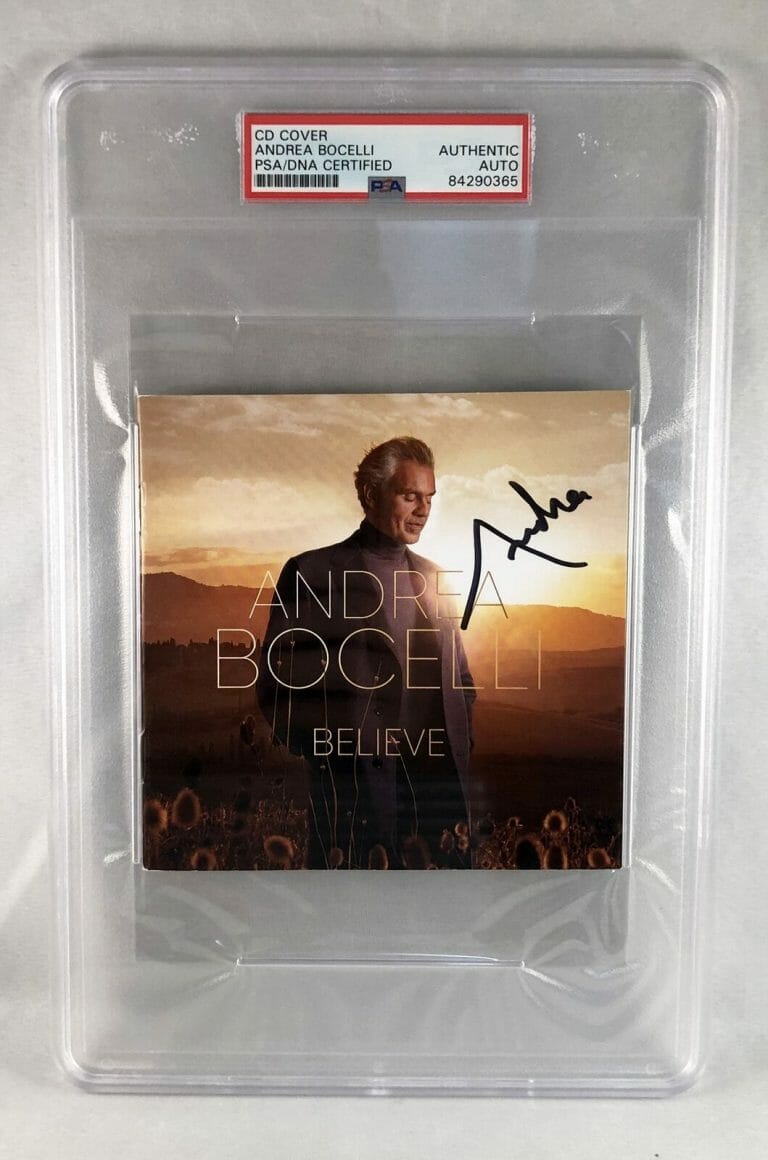 CD COVER
ANDREA BOCELLI AUTHENTIC
PSA/DNA CERTIFIED AUTO
PSA 84290365
Andrea
ANDREA
BOCELLI
BELIEVE